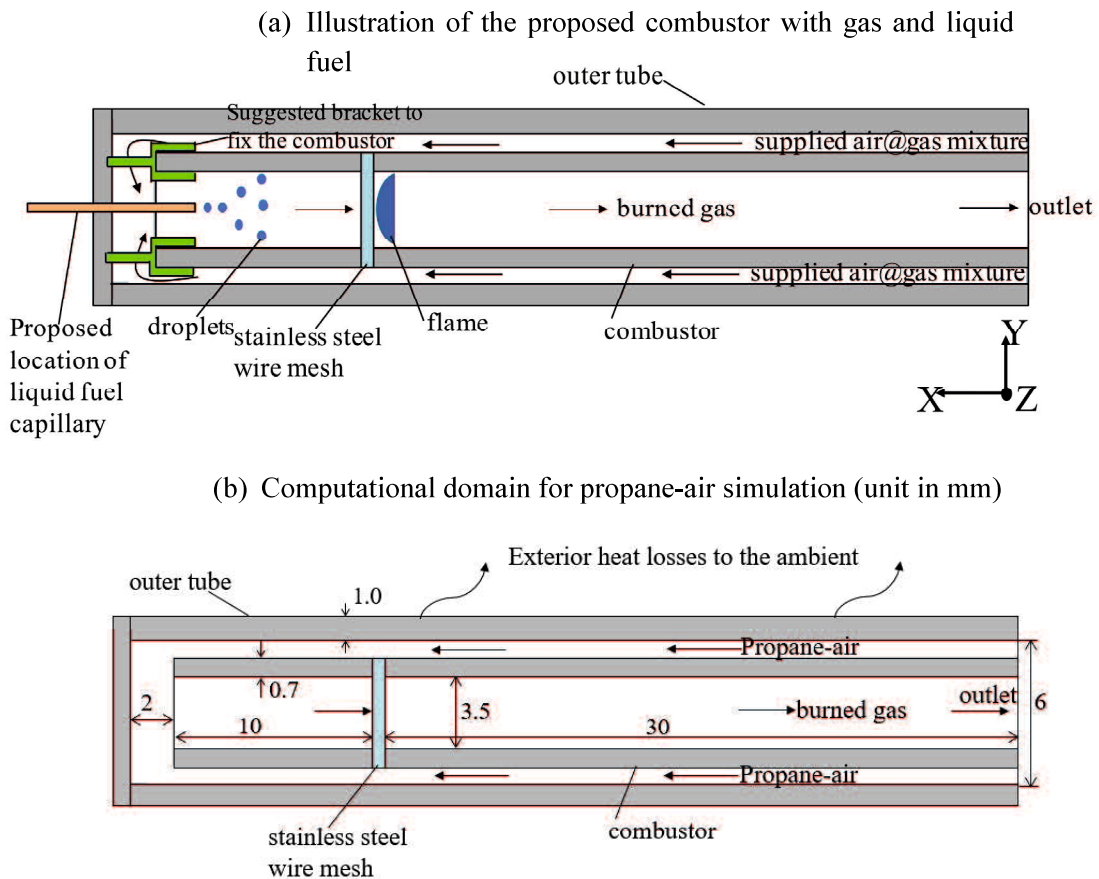 (a) Illustration of the proposed combustor with gas and liquid
fuel
outer tube
Suggested bracket to
fix the combustor
supplied air@gas mixture
burned gas
outlet
supplied air@gas mixture
Proposed
location of
liquid fuel
capillary
droplets
stainless steel
wire mesh
flame
combustor
Y
X
Z
(b) Computational domain for propane-air simulation (unit in mm)
Exterior heat losses to the ambient
outer tube
1.0
Propane-air
0.7
2
10
3.5
30
burned gas
outlet
6
Propane-air
stainless steel
wire mesh
combustor